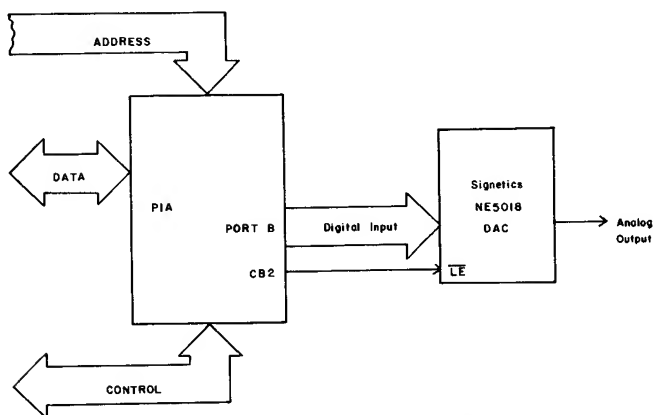 ADDRESS
DATA
PIA
PORT B
CB2
Digital Input
Signetics
NE5018
DAC
LE
Analog
Output
CONTROL